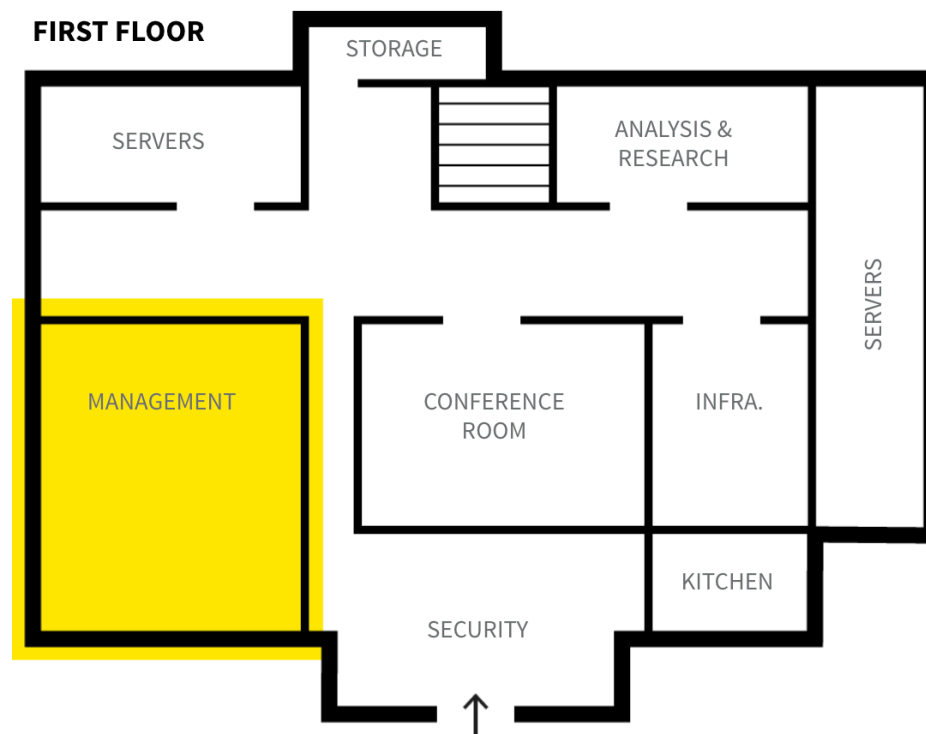 FIRST FLOOR
STORAGE
SERVERS
ANALYSIS &
RESEARCH
SERVERS
MANAGEMENT
CONFERENCE
ROOM
INFRA.
KITCHEN
SECURITY